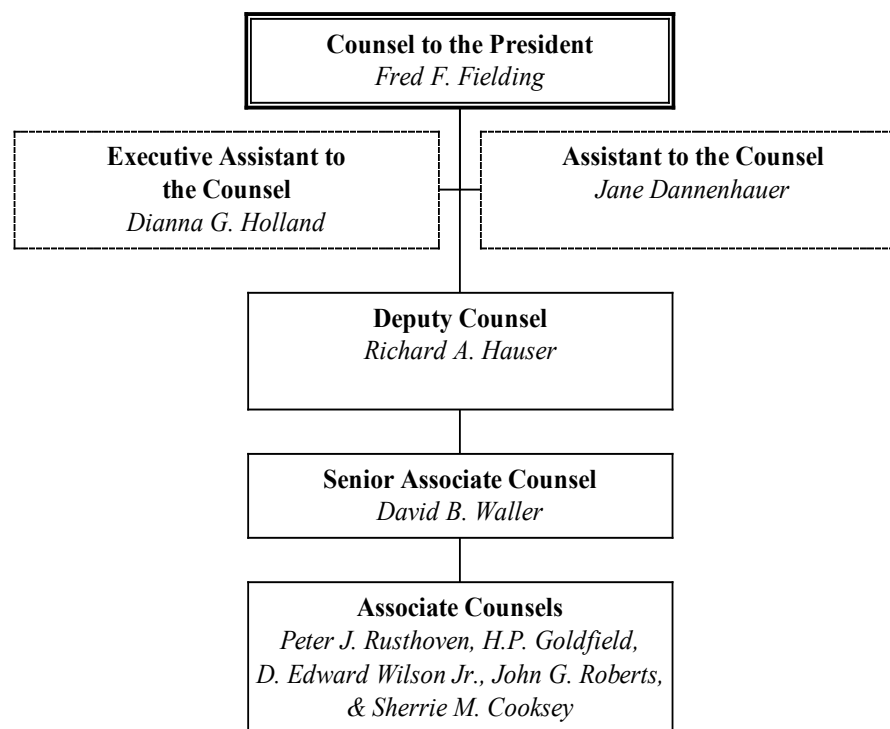 Counsel to the President
Fred F. Fielding
Executive Assistant to
the Counsel
Dianna G. Holland
Assistant to the Counsel
Jane Dannenhauer
Deputy Counsel
Richard A. Hauser
Senior Associate Counsel
David B. Waller
Associate Counsels
Peter J. Rusthoven, H.P. Goldfield,
D. Edward Wilson Jr., John G. Roberts,
& Sherrie M. Cooksey